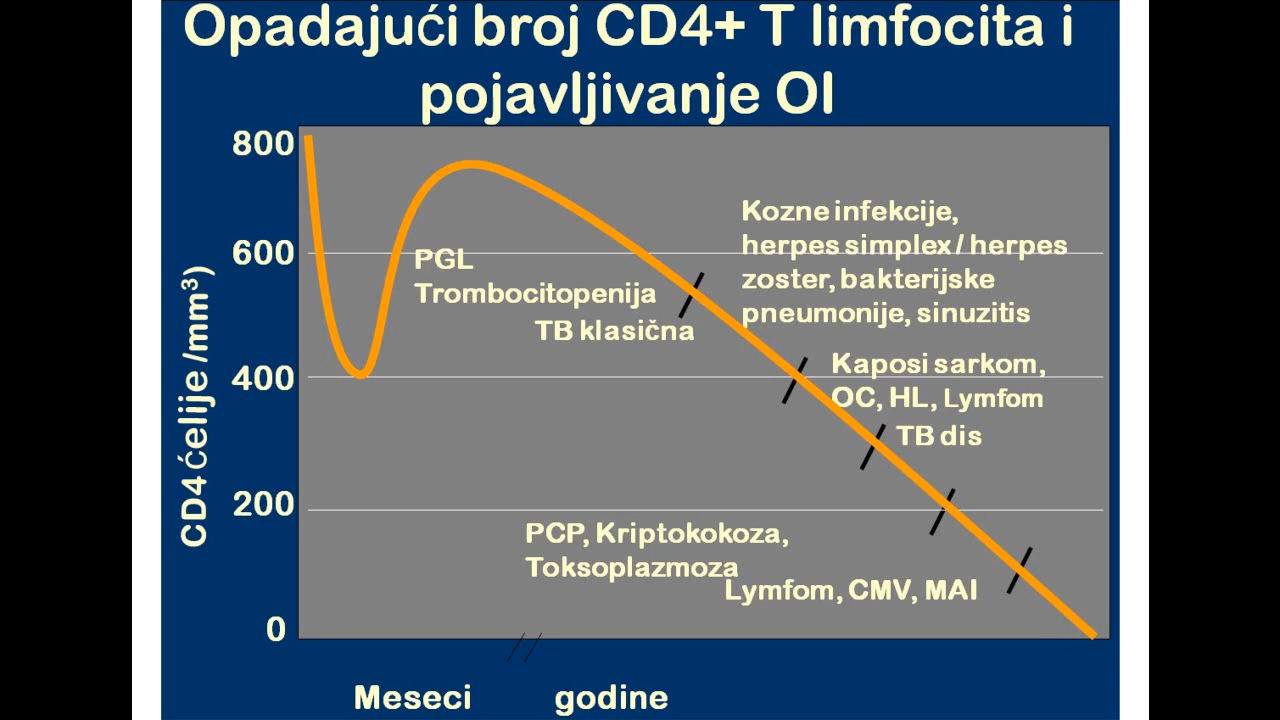 Opadajući broj CD4+ T limfocita i
pojavljivanje OI
800
600
400
200
0
CD4 ćelije /mm³)
PGL
Trombocitopenija
TB klasična
Kozne infekcije,
herpes simplex / herpes
zoster, bakterijske
pneumonije, sinuzitis
Kaposi sarkom,
OC, HL, Lymfom
TB dis
PCP, Kriptokokoza,
Toksoplazmoza
Lymfom, CMV, MAI
Meseci godine